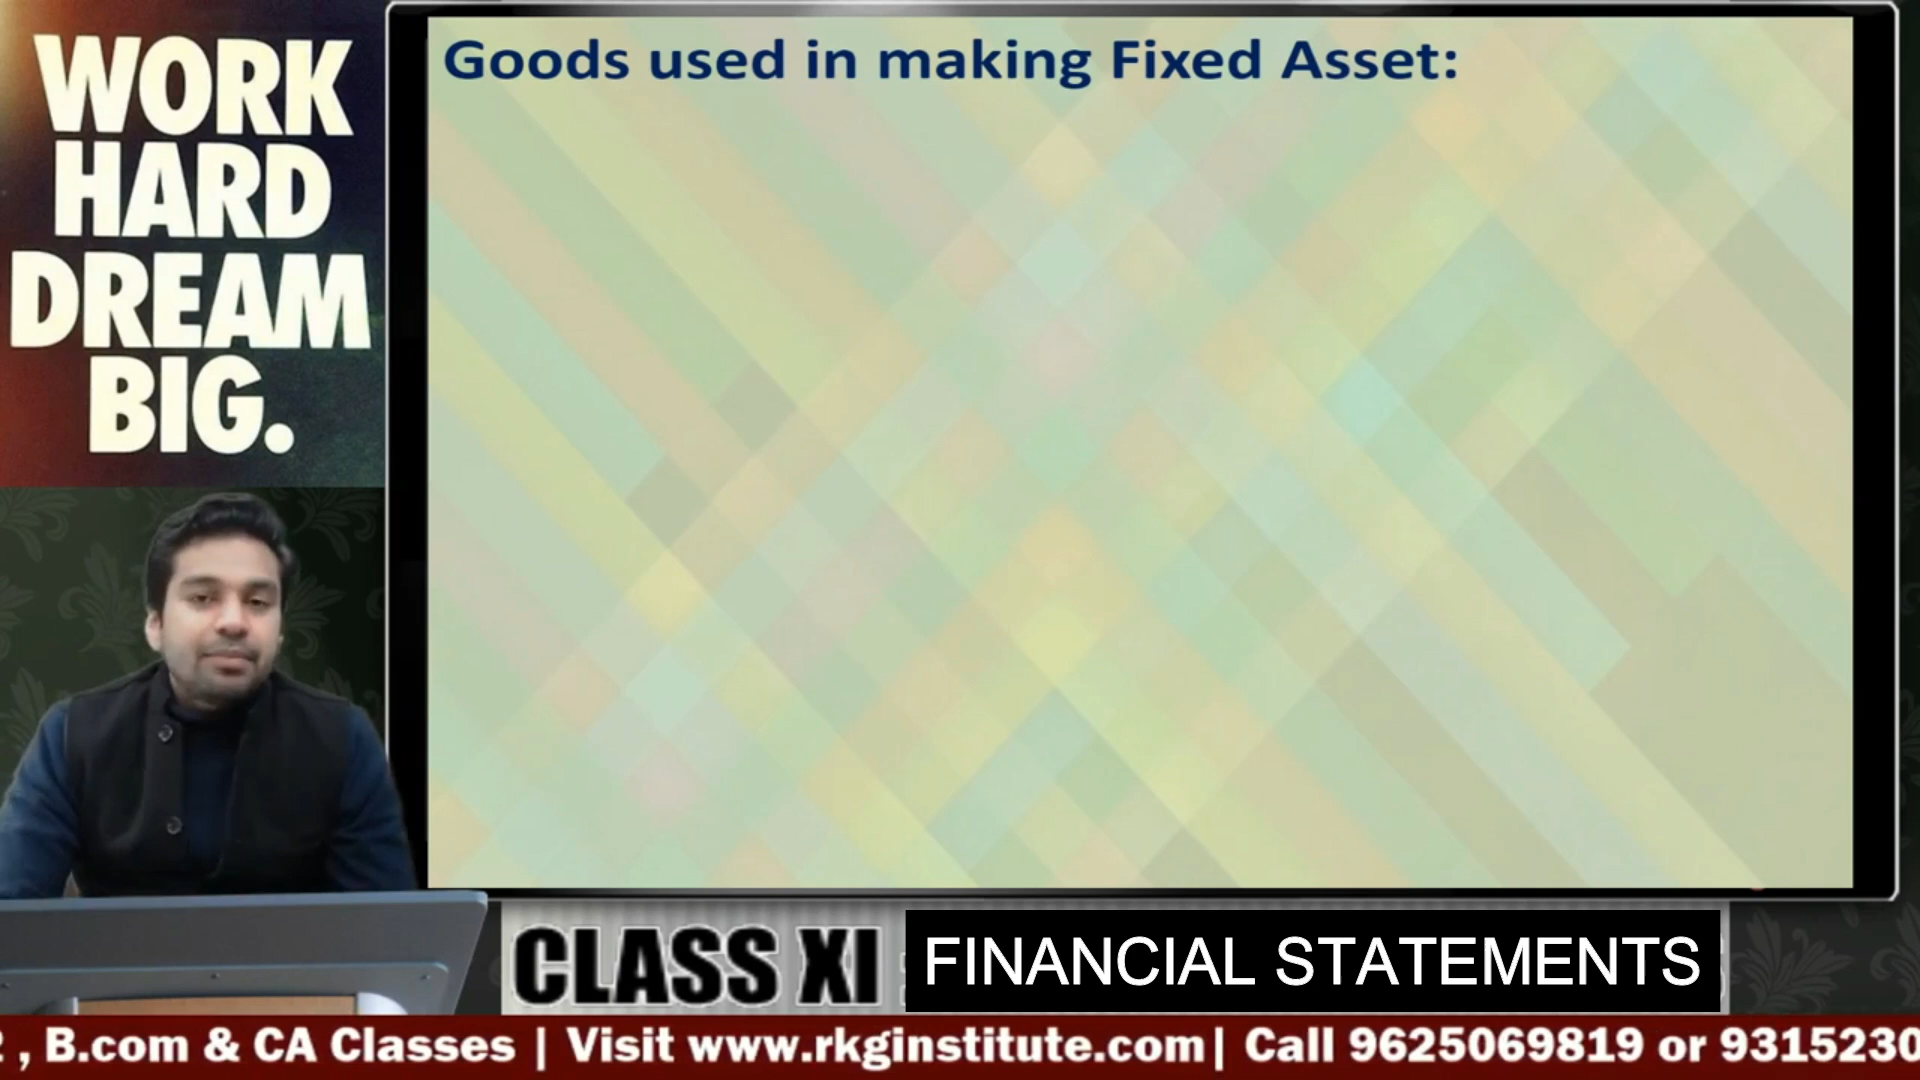 WORK
HARD
DREAM
BIG.
Goods used in making Fixed Asset:
CLASS XI
FINANCIAL STATEMENTS
, B.com & CA Classes | Visit www.rkginstitute.com| Call 9625069819 or 9315230